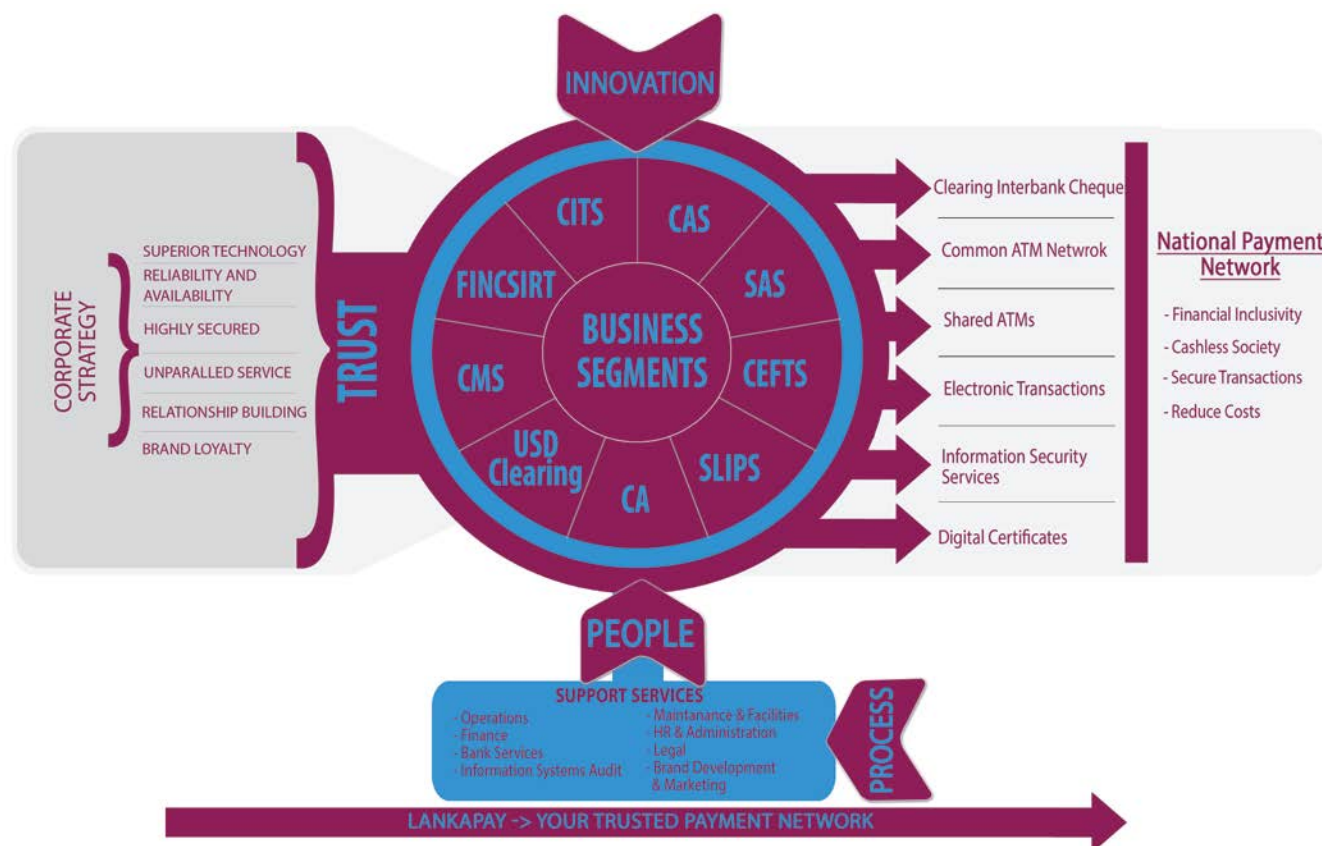 INNOVATION
CORPORATE
STRATEGY
SUPERIOR TECHNOLOGY
RELIABILITY AND
AVAILABILITY
HIGHLY SECURED
UNPARALLED SERVICE
RELATIONSHIP BUILDING
BRAND LOYALTY
TRUST
BUSINESS
SEGMENTS
CITS
CAS
SAS
CEFTS
SLIPS
CA
USD
Clearing
CMS
FINCSIRT
Clearing Interbank Cheque
Common ATM Netwrok
Shared ATMs
Electronic Transactions
Information Security
Services
Digital Certificates
National Payment
Network
- Financial Inclusivity
- Cashless Society
- Secure Transactions
- Reduce Costs
PEOPLE
SUPPORT SERVICES
- Operations
- Finance
- Bank Services
- Information Systems Audit
- Maintanance & Facilities
- HR & Administration
- Legal
- Brand Development
& Marketing
PROCESS
LANKAPAY -> YOUR TRUSTED PAYMENT NETWORK